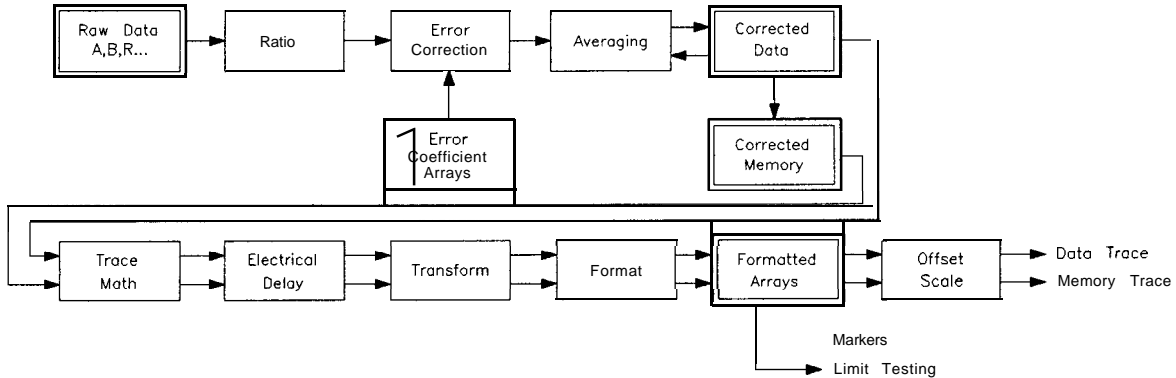 Raw Data
A,B,R...
Ratio
Error
Correction
Averaging
Corrected
Data
Error
Coefficient
Arrays
Corrected
Memory
Trace
Math
Electrical
Delay
Transform
Format
Formatted
Arrays
Offset
Scale
Data Trace
Memory Trace
Markers
Limit Testing